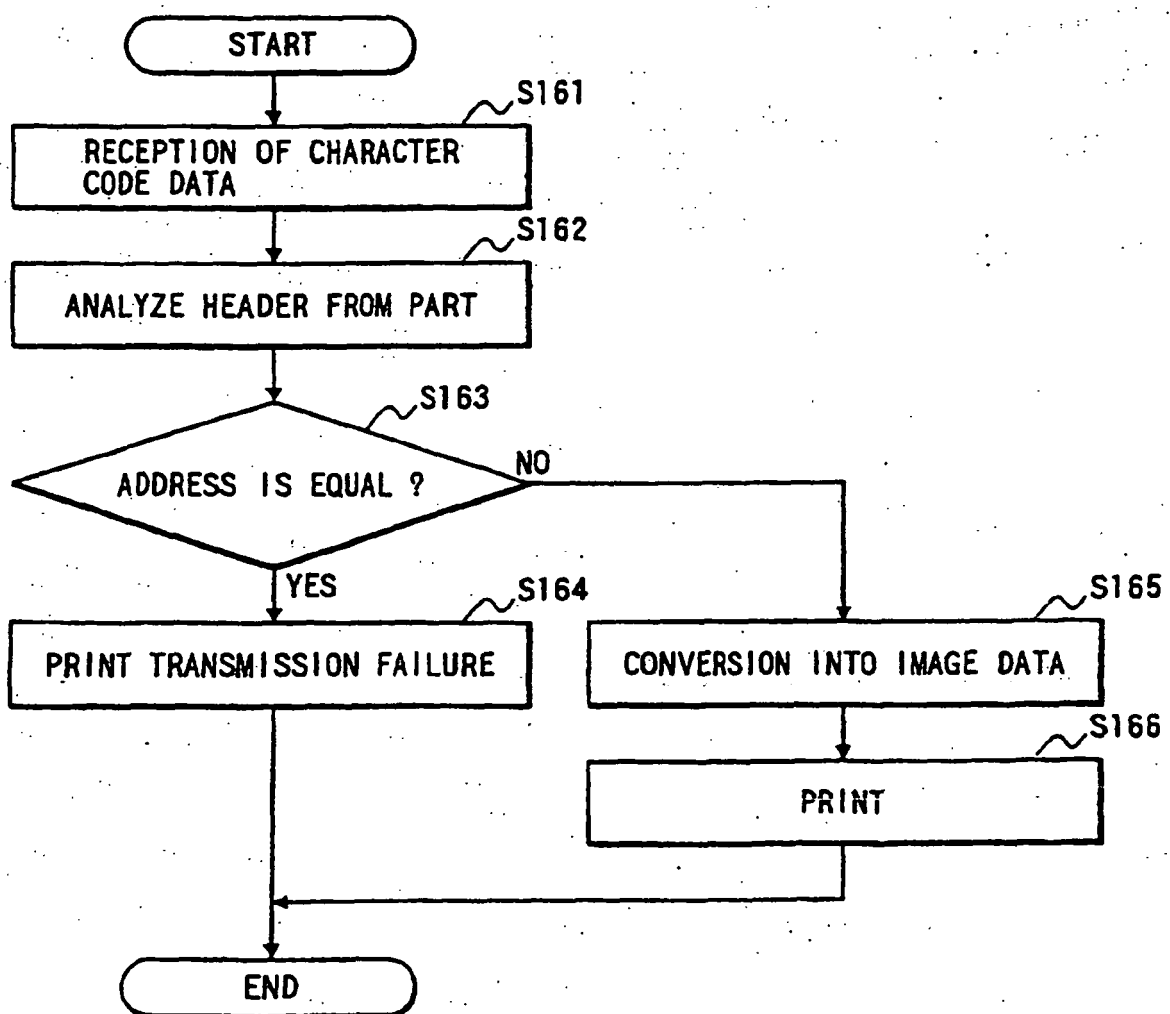 START
S161
RECEPTION OF CHARACTER
CODE DATA
S162
ANALYZE HEADER FROM PART
S163
ADDRESS IS EQUAL ?
NO
YES
S164
PRINT TRANSMISSION FAILURE
S165
CONVERSION INTO IMAGE DATA
S166
PRINT
END